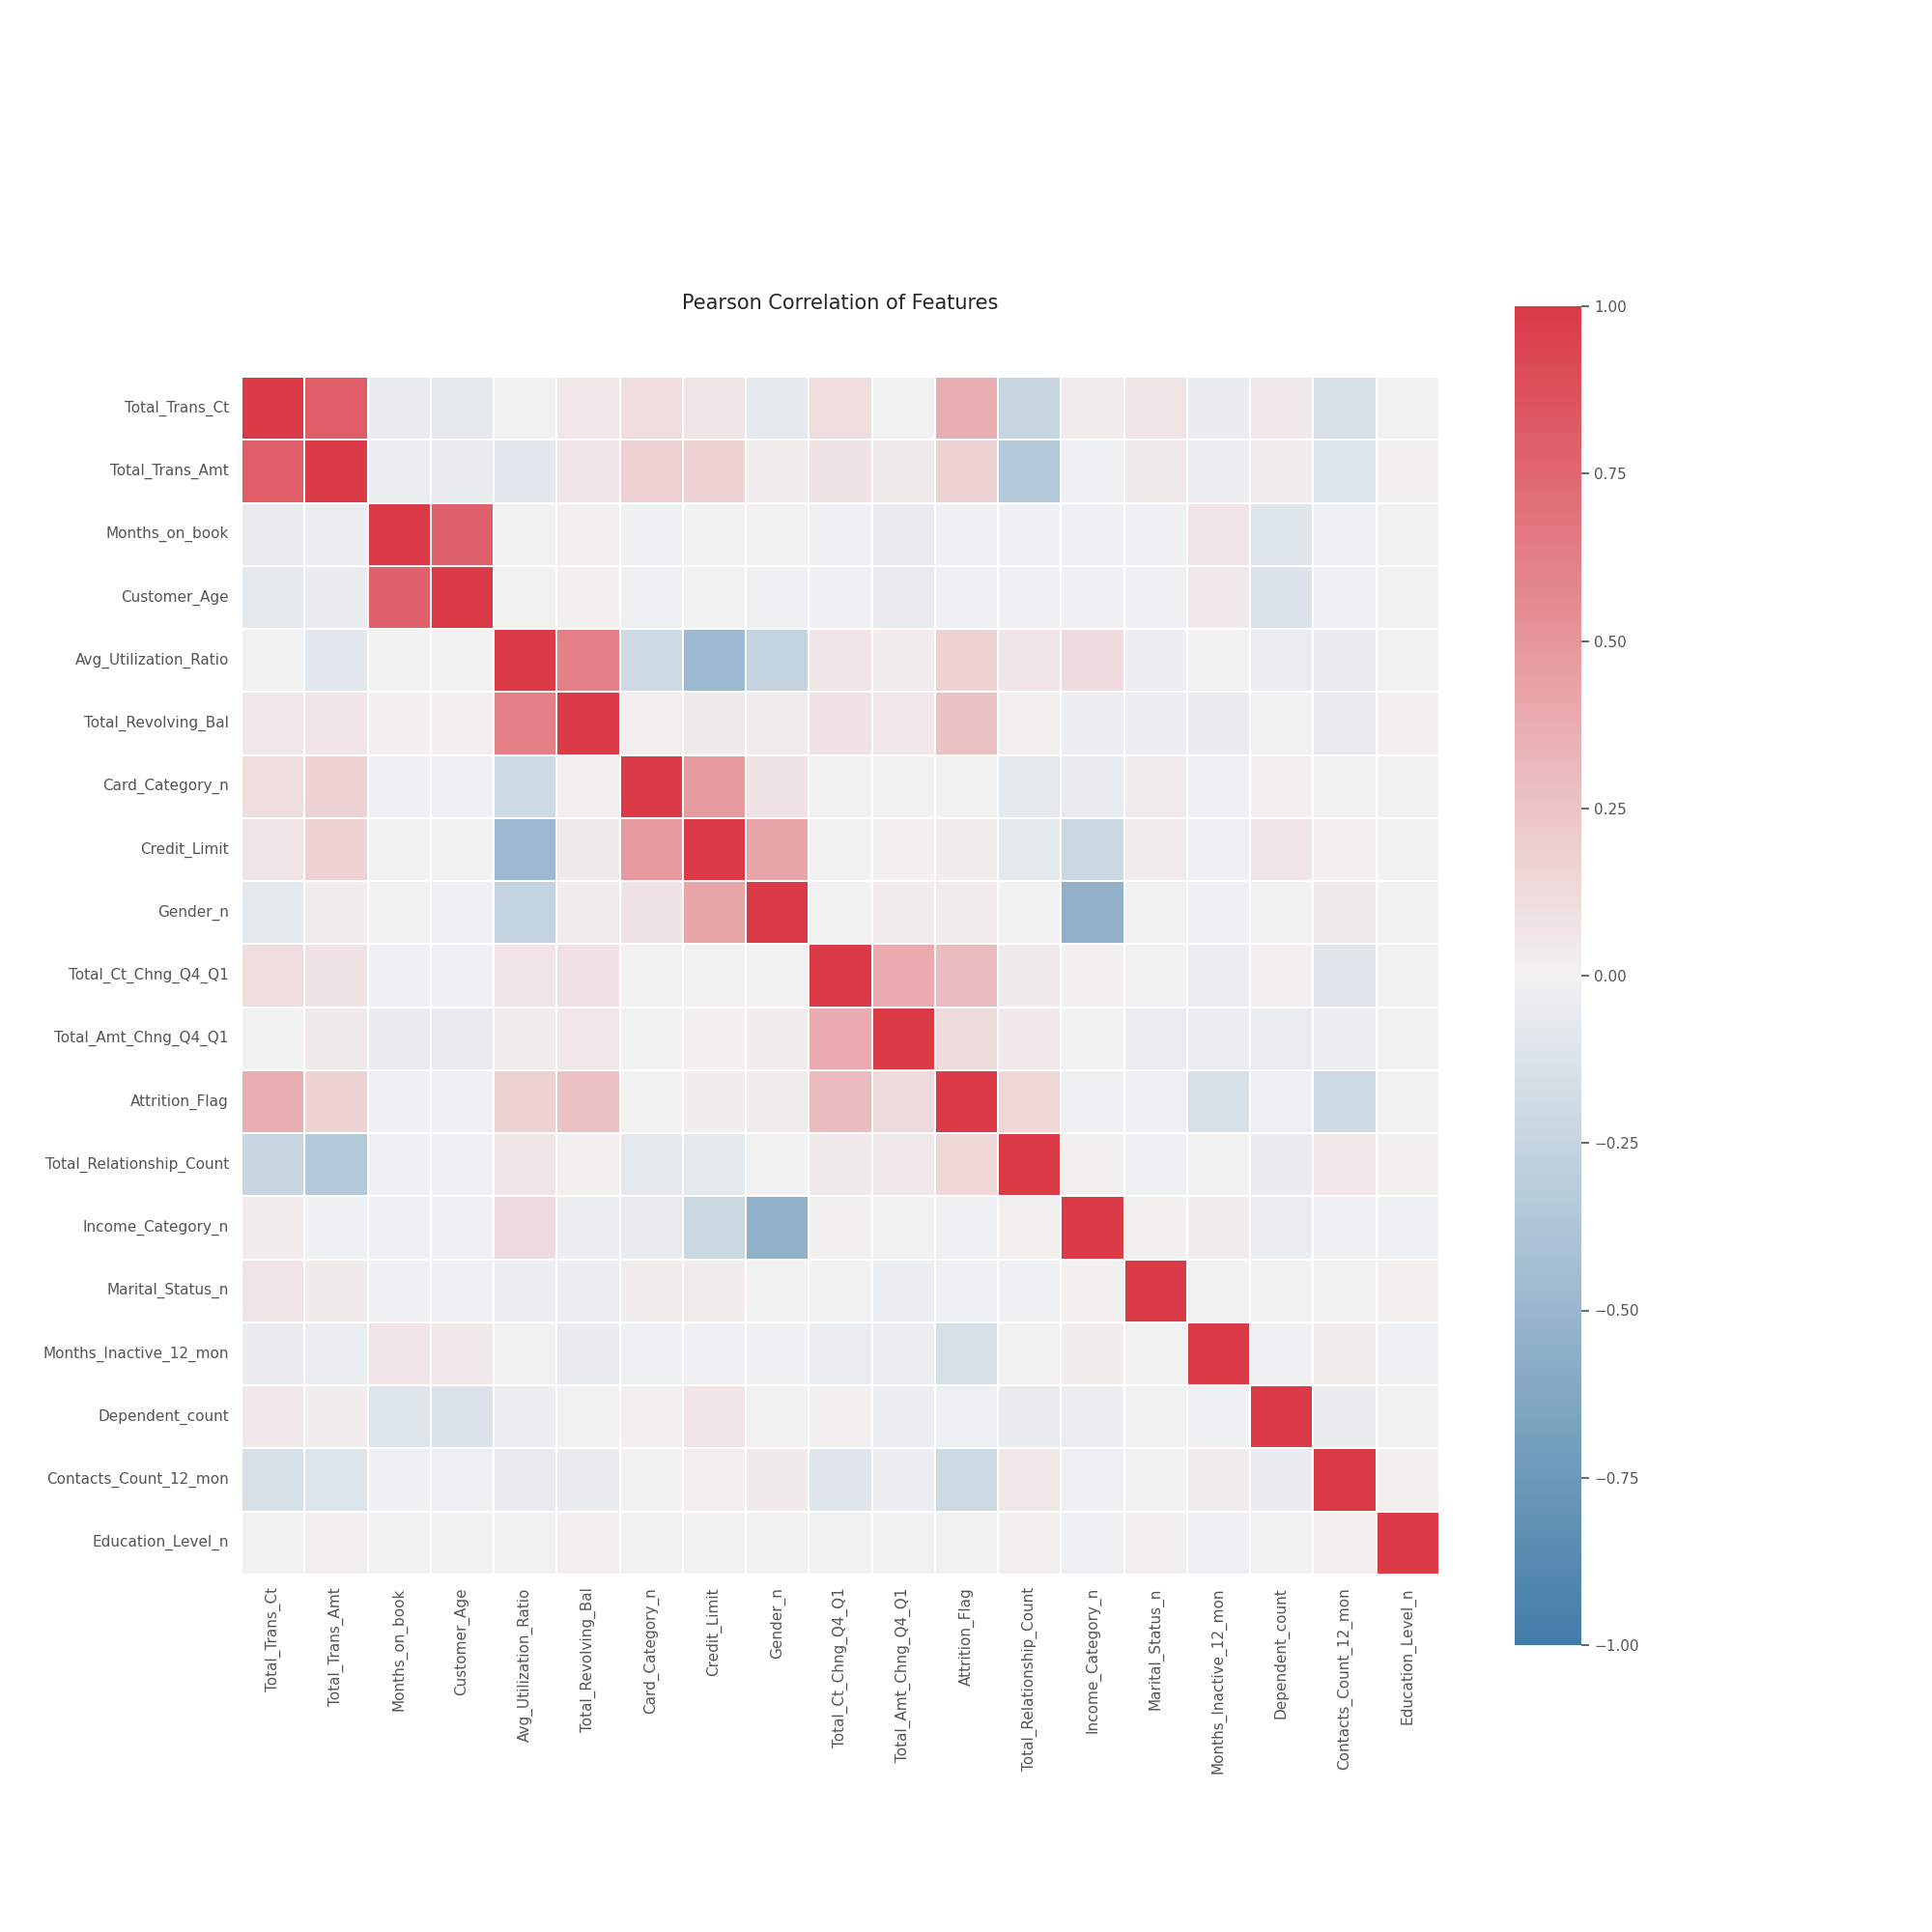 Pearson Correlation of Features
Total_Trans_Ct
Total_Trans_Amt
Months_on_book
Customer_Age
Avg_Utilization_Ratio
Total_Revolving_Bal
Card_Category_n
Credit_Limit
Gender_n
Total_Ct_Chng_Q4_Q1
Total_Amt_Chng_Q4_Q1
Attrition_Flag
Total_Relationship_Count
Income_Category_n
Marital_Status_n
Months_Inactive_12_mon
Dependent_count
Contacts_Count_12_mon
Education_Level_n
Total_Trans_Ct
Total_Trans_Amt
Months_on_book
Customer_Age
Avg_Utilization_Ratio
Total_Revolving_Bal
Card_Category_n
Credit_Limit
Gender_n
Total_Ct_Chng_Q4_Q1
Total_Amt_Chng_Q4_Q1
Attrition_Flag
Total_Relationship_Count
Income_Category_n
Marital_Status_n
Months_Inactive_12_mon
Dependent_count
Contacts_Count_12_mon
Education_Level_n
1.00
0.75
0.50
0.25
0.00
−0.25
−0.50
−0.75
−1.00